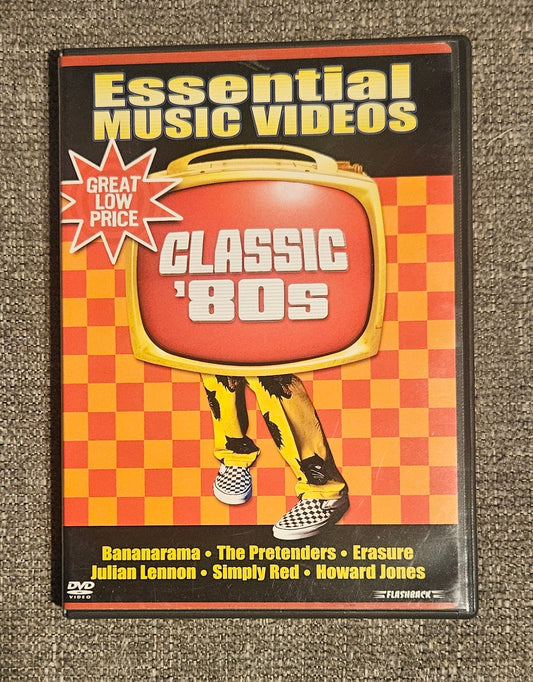 Essential
MUSIC VIDEOS
GREAT
LOW
PRICE
CLASSIC
'80s
Bananarama • The Pretenders • Erasure
Julian Lennon • Simply Red • Howard Jones
DVD
VIDEO
FLASHBACK